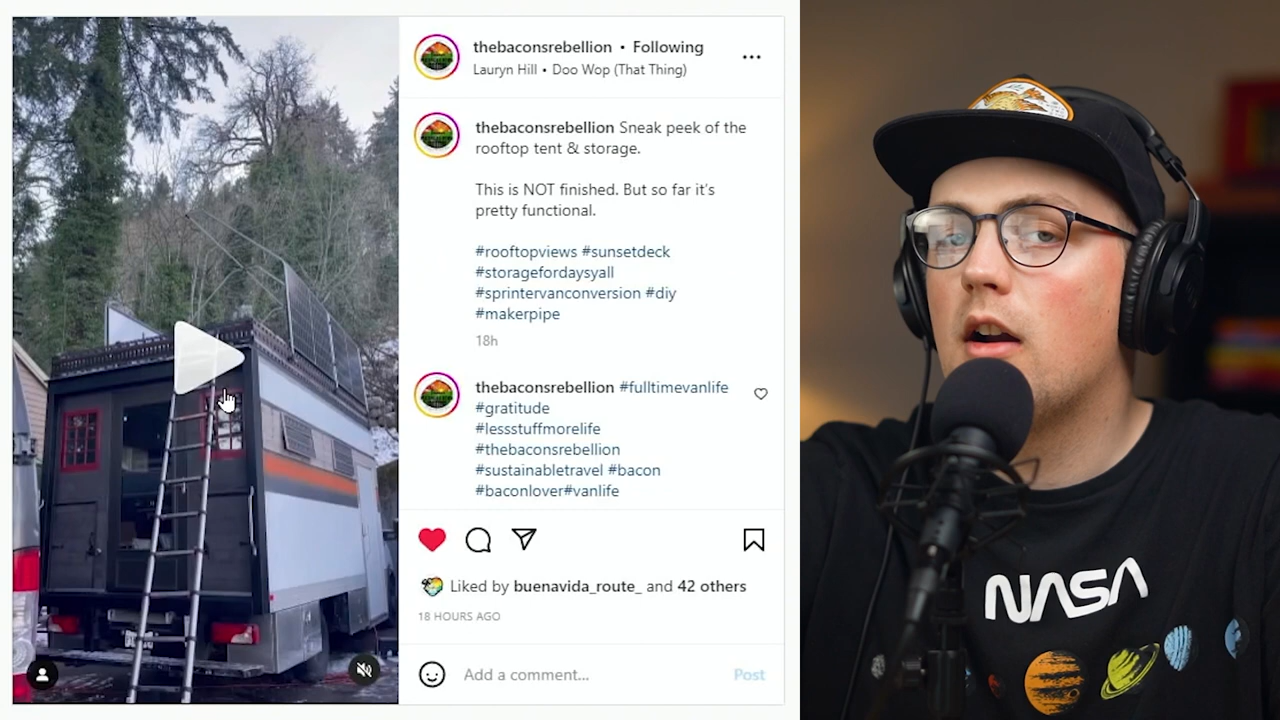 thebaconsrebellion • Following
Lauryn Hill • Doo Wop (That Thing)
thebaconsrebellion Sneak peek of the
rooftop tent & storage.
This is NOT finished. But so far it's
pretty functional.
#rooftopviews #sunsetdeck
#storagefordaysyall
#sprintervanconversion #diy
#makerpipe
18h
thebaconsrebellion #fulltimevanlife
#gratitude
#lessstuffmorelife
#thebaconsrebellion
#sustainabletravel #bacon
#baconlover#vanlife
Liked by buenavida_route_ and 42 others
18 HOURS AGO
Add a comment...
Post
NASA